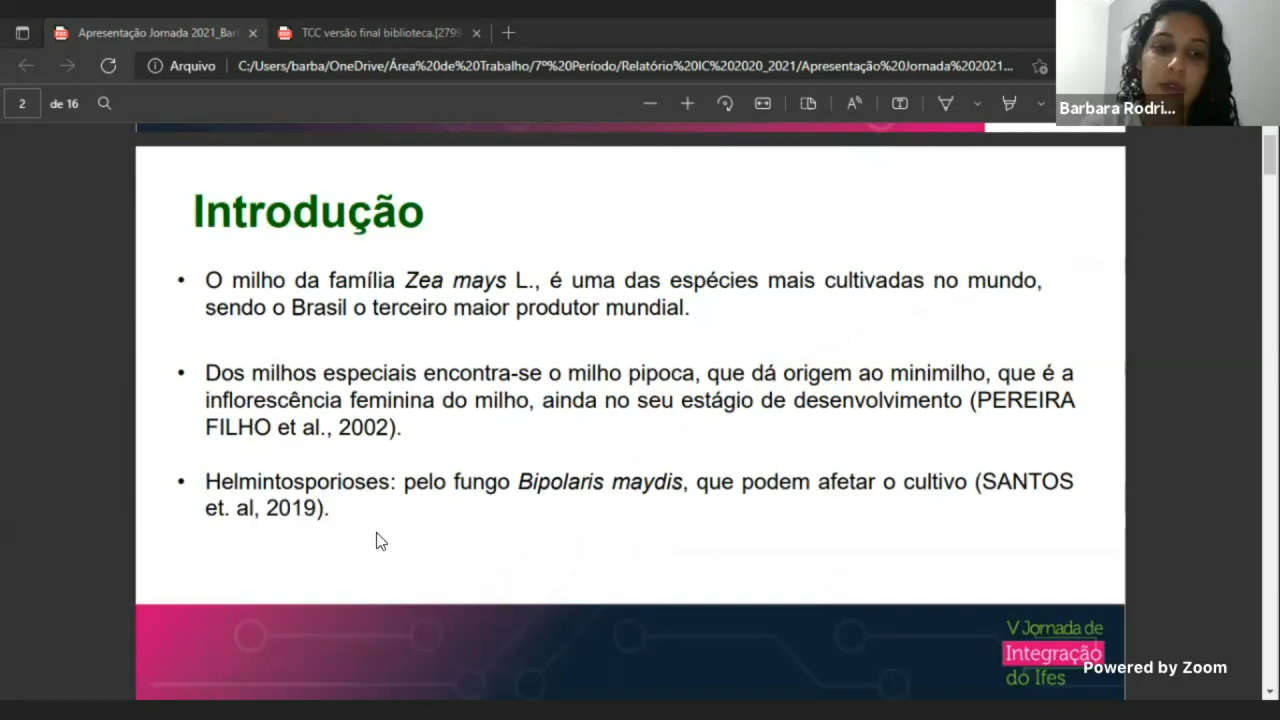 Apresentação Jornada 2021_Bar
TCC versão final biblioteca.[2799
Arquivo
C:/Users/barba/OneDrive/Área%20de%20Trabalho/7º%20Período/Relatório%20IC%202020_2021/Apresentação%20Jornada%202021...
2 de 16
Barbara Rodri...
Introdução
• O milho da família Zea mays L., é uma das espécies mais cultivadas no mundo,
sendo o Brasil o terceiro maior produtor mundial.
• Dos milhos especiais encontra-se o milho pipoca, que dá origem ao minimilho, que é a
inflorescência feminina do milho, ainda no seu estágio de desenvolvimento (PEREIRA
FILHO et al., 2002).
• Helmintosporioses: pelo fungo Bipolaris maydis, que podem afetar o cultivo (SANTOS
et. al, 2019).
V Jornada de
Integração
do Ifes
Powered by Zoom